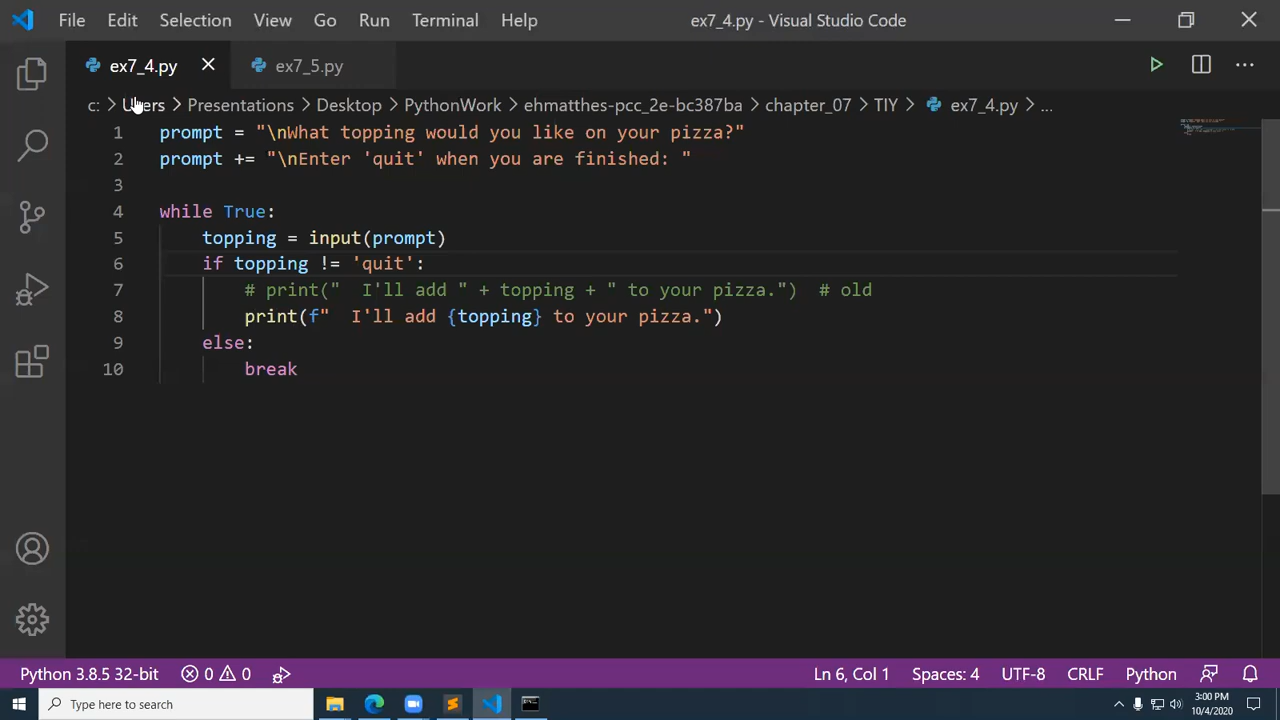 File Edit Selection View Go Run Terminal Help ex7_4.py - Visual Studio Code
ex7_4.py ex7_5.py
c: > Users > Presentations > Desktop > PythonWork > ehmatthes-pcc_2e-bc387ba > chapter_07 > TIY > ex7_4.py > ...
1 prompt = "\nWhat topping would you like on your pizza?"
2 prompt += "\nEnter 'quit' when you are finished: "
3
4 while True:
5     topping = input(prompt)
6     if topping != 'quit':
7         # print("  I'll add " + topping + " to your pizza.")  # old
8         print(f"  I'll add {topping} to your pizza.")
9     else:
10         break
Python 3.8.5 32-bit 0 0 Ln 6, Col 1 Spaces: 4 UTF-8 CRLF Python
Type here to search 3:00 PM
10/4/2020